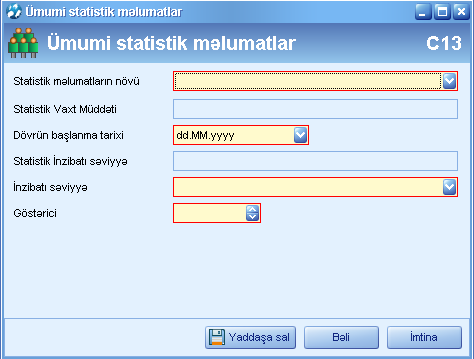 Ümumi statistik məlumatlar
Ümumi statistik məlumatlar C13
Statistik məlumatların növü
Statistik Vaxt Müddəti
Dövrün başlanma tarixi dd.MM.yyyy
Statistik İnzibatı səviyyə
İnzibatı səviyyə
Göstərici
Yaddaşa sal Bəli İmtina